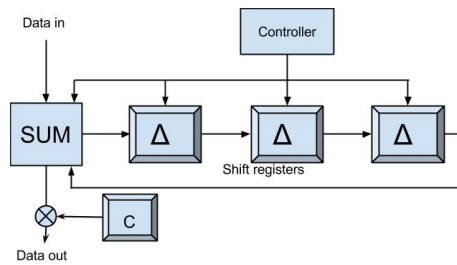 Data in
Controller
SUM
Δ
Δ
Δ
Shift registers
C
Data out